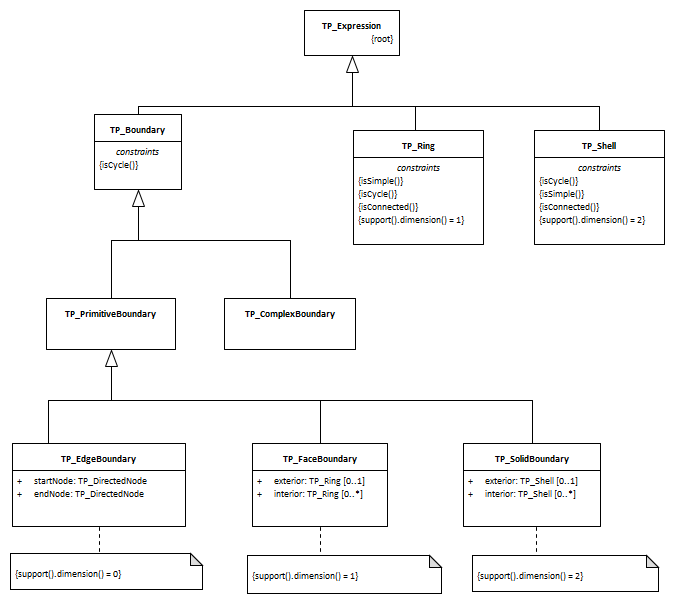 TP_Expression
{root}
TP_Boundary
constraints
{isCycle()}
TP_Ring
constraints
{isSimple()}
{isCycle()}
{isConnected()}
{support().dimension() = 1}
TP_Shell
constraints
{isCycle()}
{isSimple()}
{isConnected()}
{support().dimension() = 2}
TP_PrimitiveBoundary
TP_ComplexBoundary
TP_EdgeBoundary
+ startNode: TP_DirectedNode
+ endNode: TP_DirectedNode
TP_FaceBoundary
+ exterior: TP_Ring [0..1]
+ interior: TP_Ring [0..*]
TP_SolidBoundary
+ exterior: TP_Shell [0..1]
+ interior: TP_Shell [0..*]
{support().dimension() = 0}
{support().dimension() = 1}
{support().dimension() = 2}